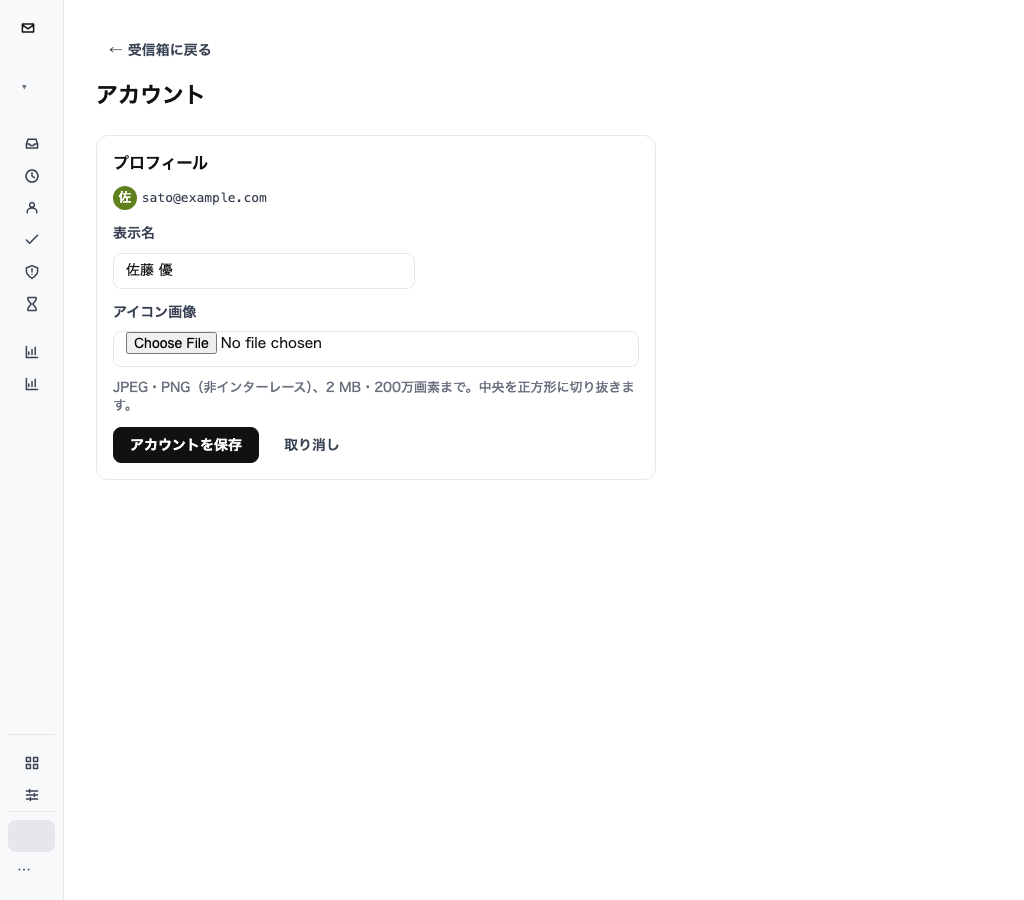 ← 受信箱に戻る
アカウント
プロフィール
佐 sato@example.com
表示名
佐藤 優
アイコン画像
Choose File No file chosen
JPEG・PNG（非インターレース）、2 MB・200万画素まで。中央を正方形に切り抜きま
す。
アカウントを保存 取り消し